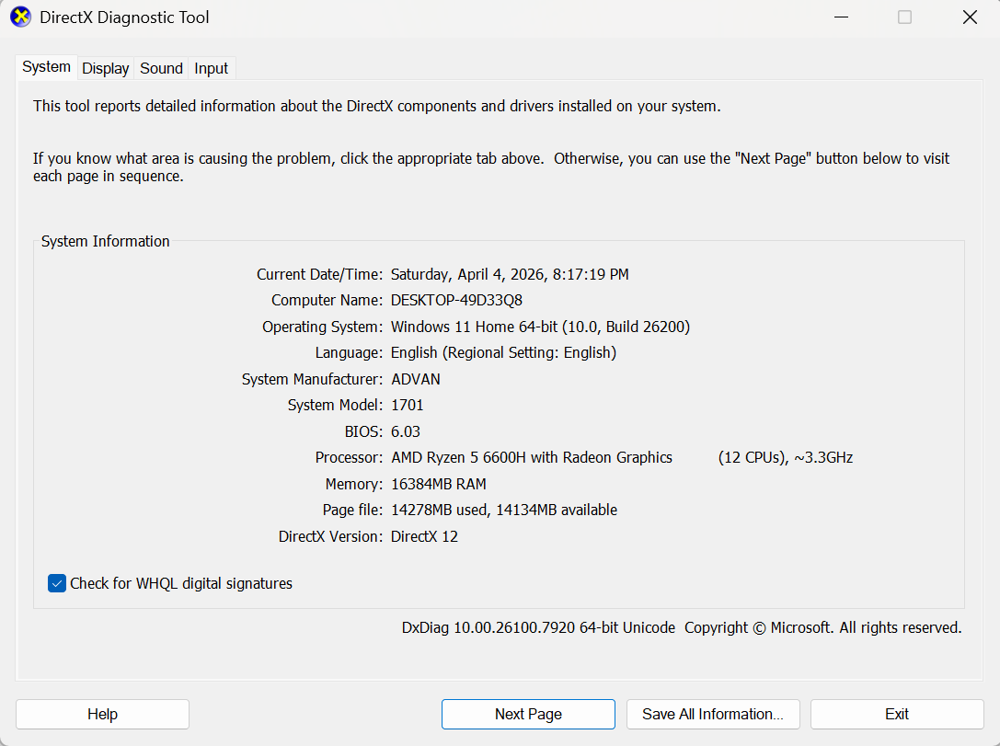 DirectX Diagnostic Tool
System Display Sound Input
This tool reports detailed information about the DirectX components and drivers installed on your system.
If you know what area is causing the problem, click the appropriate tab above.  Otherwise, you can use the "Next Page" button below to visit
each page in sequence.
System Information
Current Date/Time: Saturday, April 4, 2026, 8:17:19 PM
Computer Name: DESKTOP-49D33Q8
Operating System: Windows 11 Home 64-bit (10.0, Build 26200)
Language: English (Regional Setting: English)
System Manufacturer: ADVAN
System Model: 1701
BIOS: 6.03
Processor: AMD Ryzen 5 6600H with Radeon Graphics (12 CPUs), ~3.3GHz
Memory: 16384MB RAM
Page file: 14278MB used, 14134MB available
DirectX Version: DirectX 12
Check for WHQL digital signatures
DxDiag 10.00.26100.7920 64-bit Unicode  Copyright © Microsoft. All rights reserved.
Help Next Page Save All Information... Exit